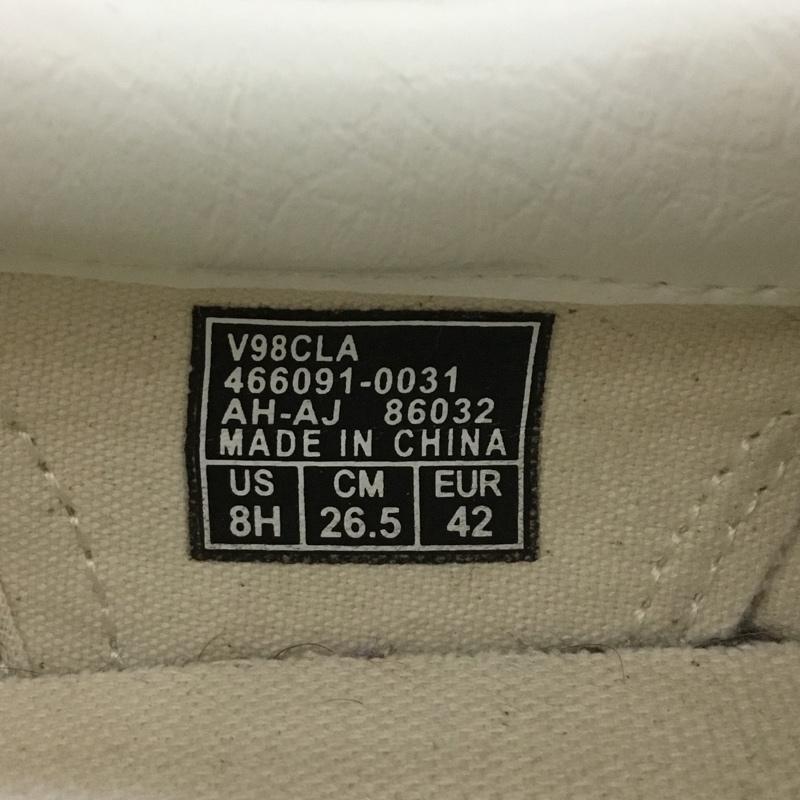 V98CLA
466091-0031
AH-AJ 86032
MADE IN CHINA
US CM EUR
8H 26.5 42